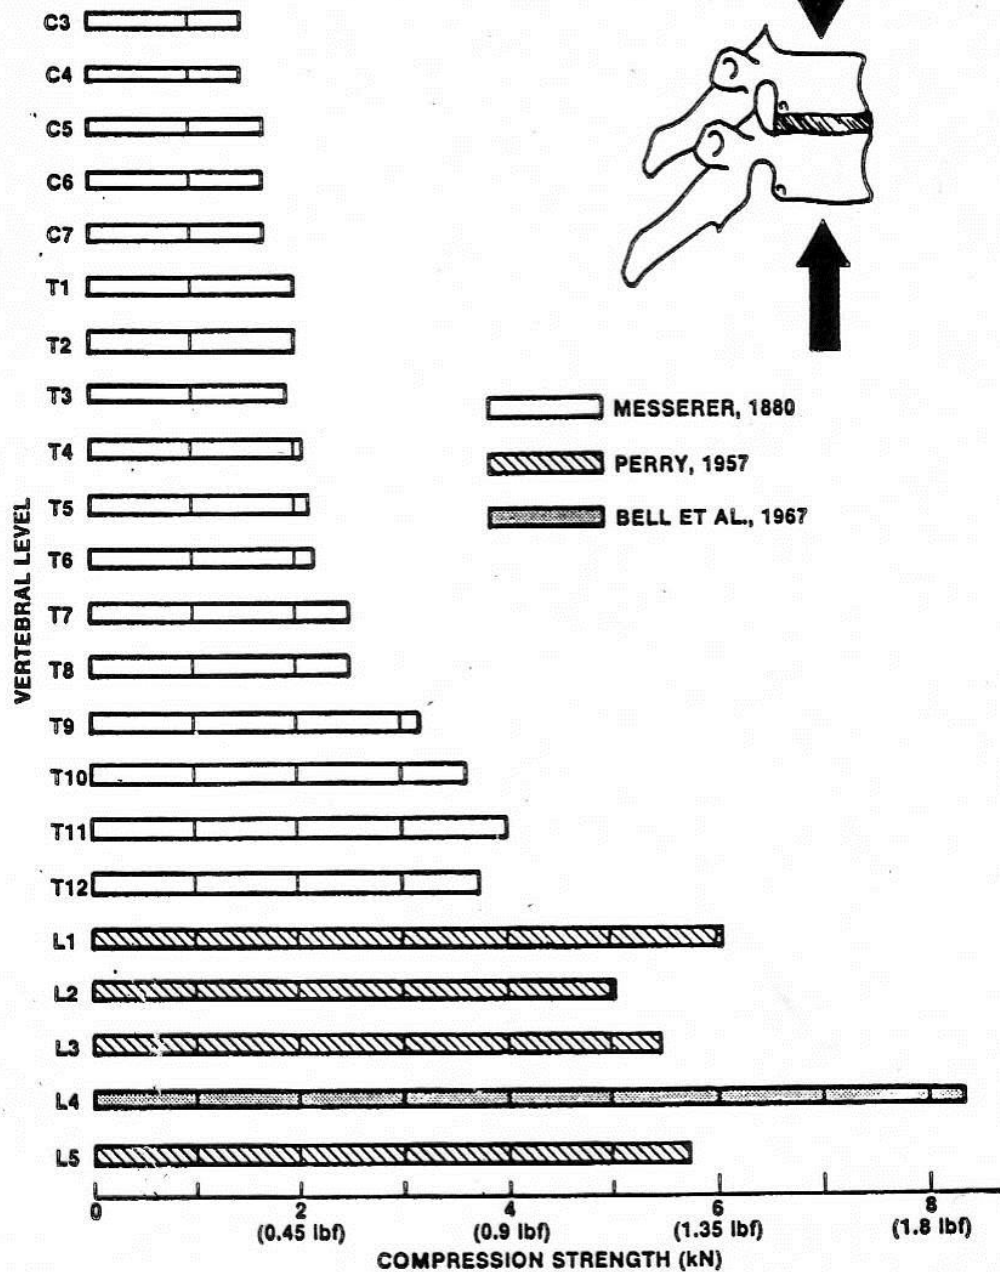 C3
C4
C5
C6
C7
T1
T2
T3
T4
T5
T6
T7
T8
T9
T10
T11
T12
L1
L2
L3
L4
L5
VERTEBRAL LEVEL
MESSERER, 1880
PERRY, 1957
BELL ET AL., 1967
0 2 4 6 8
(0.45 lbf) (0.9 lbf) (1.35 lbf) (1.8 lbf)
COMPRESSION STRENGTH (kN)